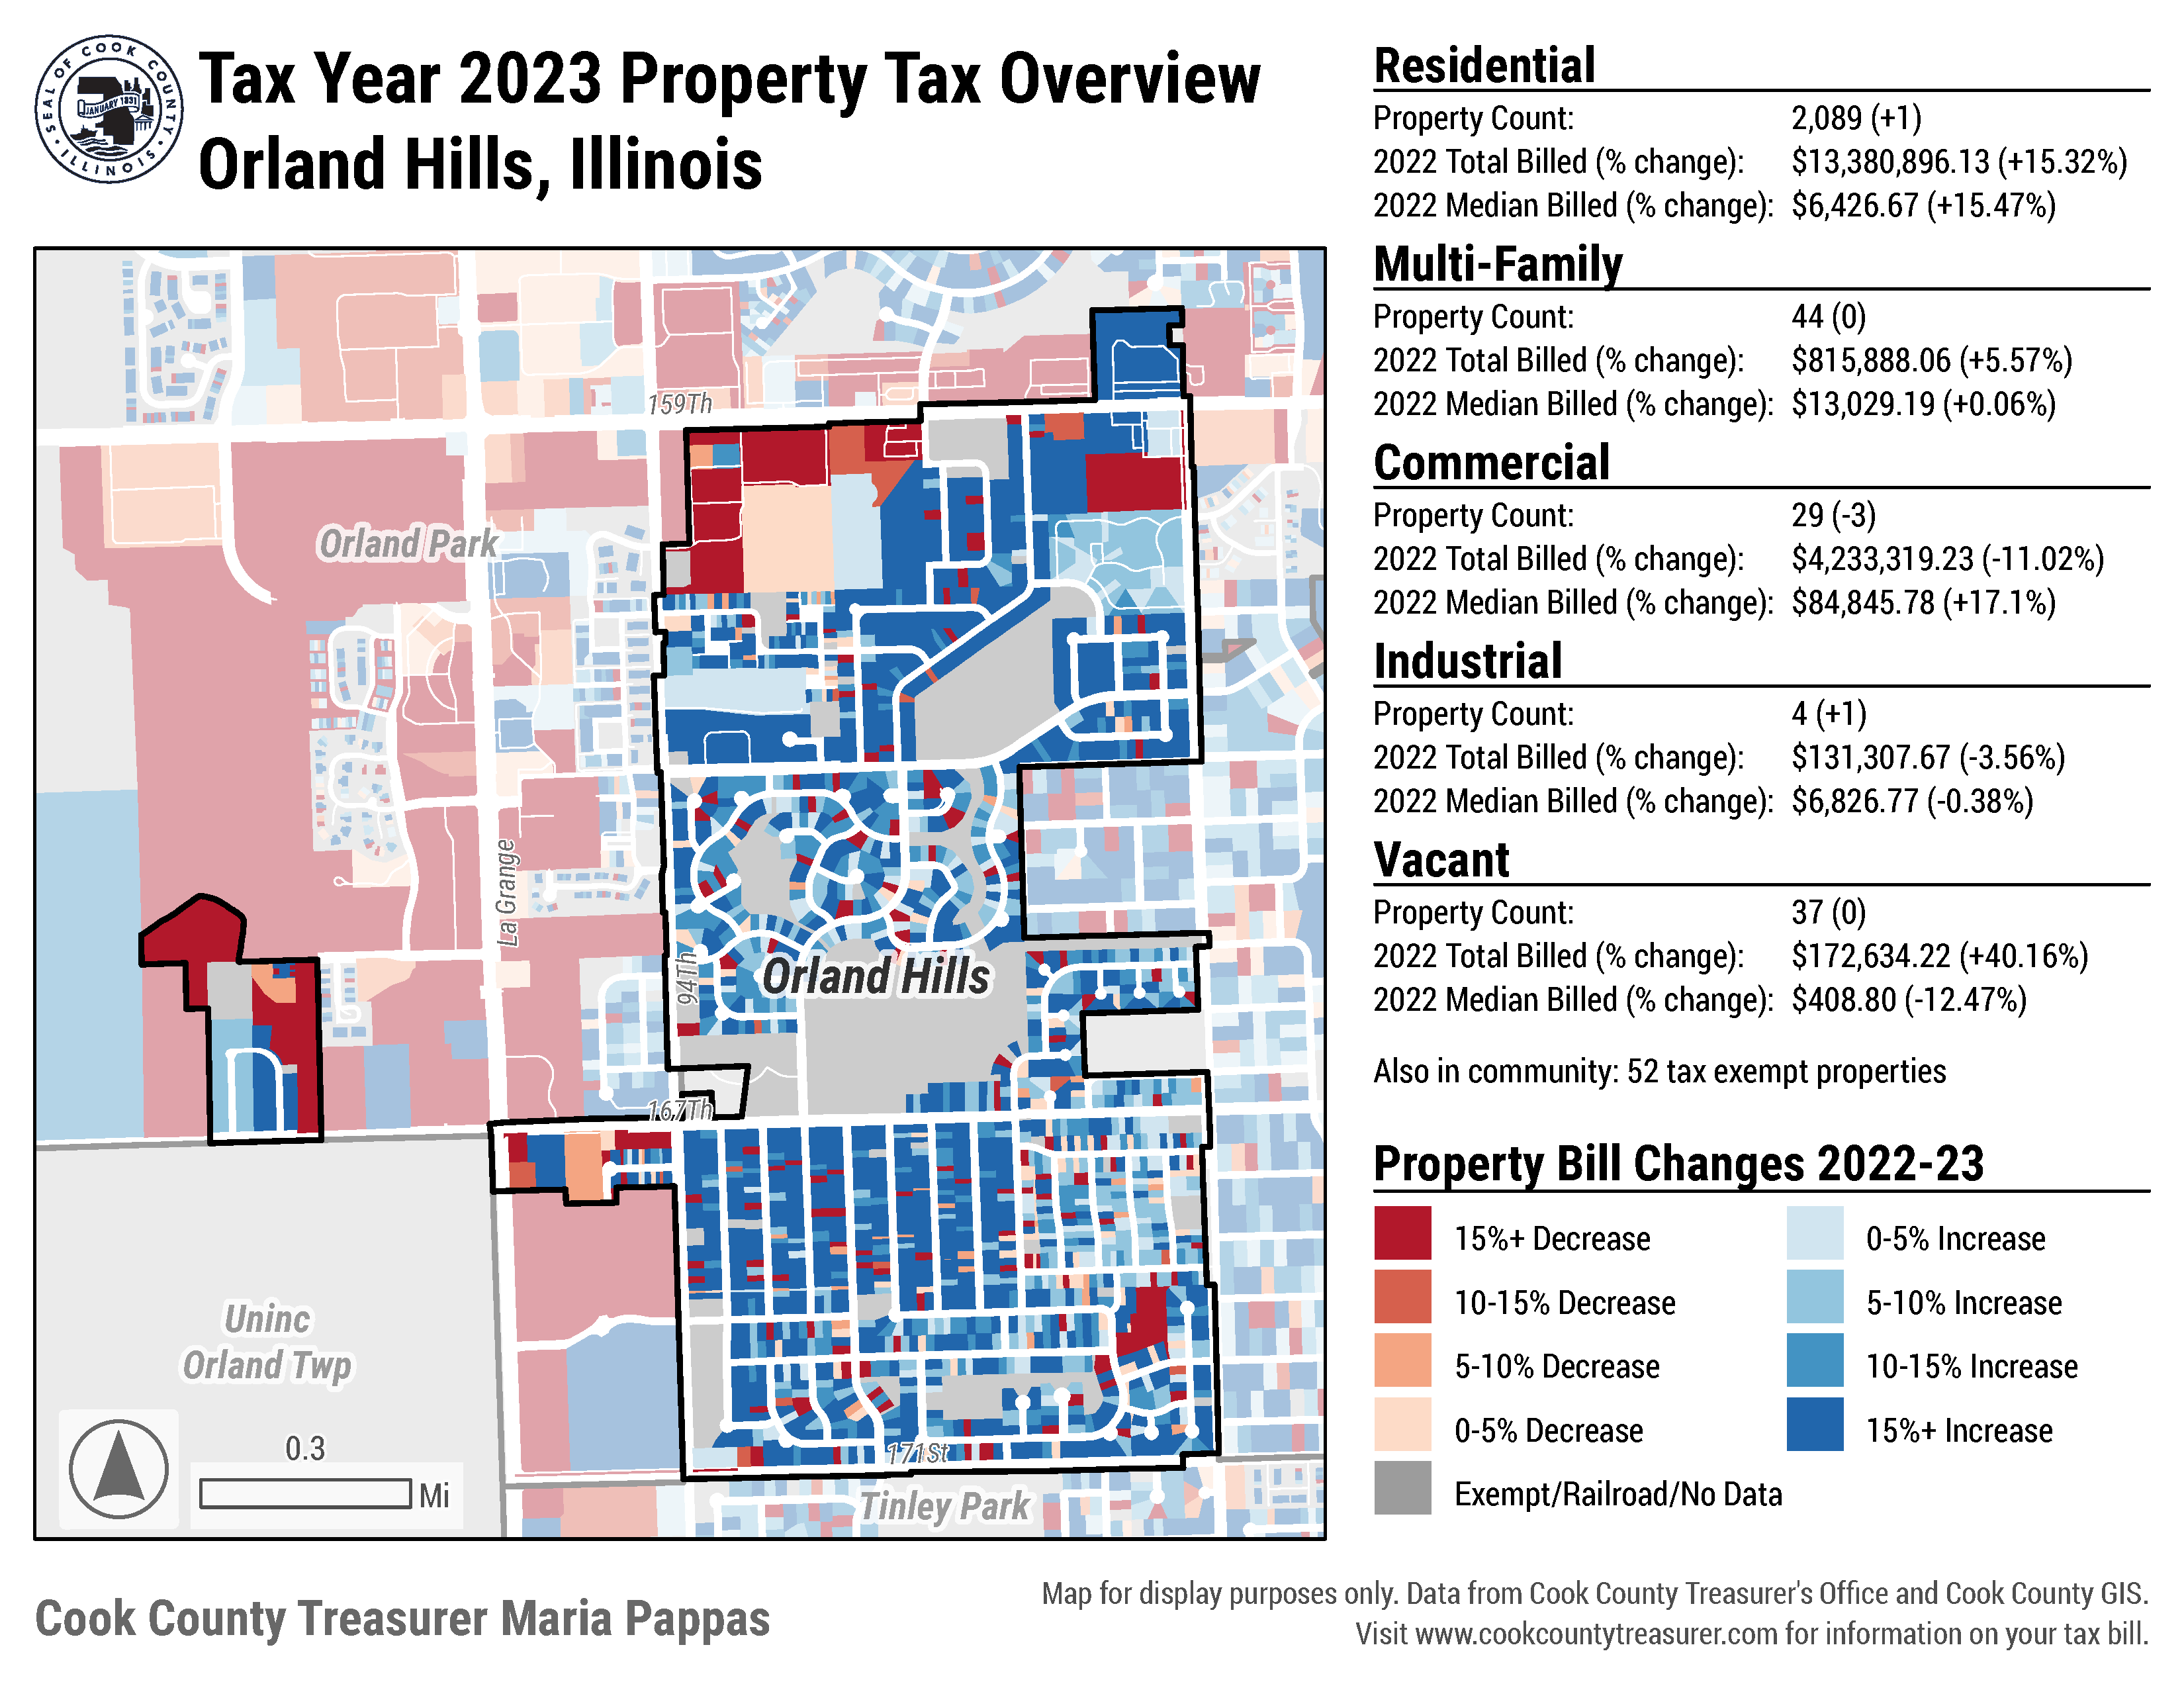 SEAL OF COOK COUNTY
JANUARY 1831
• ILLINOIS •
Tax Year 2023 Property Tax Overview
Orland Hills, Illinois
Residential
Property Count: 2,089 (+1)
2022 Total Billed (% change): $13,380,896.13 (+15.32%)
2022 Median Billed (% change): $6,426.67 (+15.47%)
Multi-Family
Property Count: 44 (0)
2022 Total Billed (% change): $815,888.06 (+5.57%)
2022 Median Billed (% change): $13,029.19 (+0.06%)
Commercial
Property Count: 29 (-3)
2022 Total Billed (% change): $4,233,319.23 (-11.02%)
2022 Median Billed (% change): $84,845.78 (+17.1%)
Industrial
Property Count: 4 (+1)
2022 Total Billed (% change): $131,307.67 (-3.56%)
2022 Median Billed (% change): $6,826.77 (-0.38%)
Vacant
Property Count: 37 (0)
2022 Total Billed (% change): $172,634.22 (+40.16%)
2022 Median Billed (% change): $408.80 (-12.47%)
Also in community: 52 tax exempt properties
Property Bill Changes 2022-23
15%+ Decrease
10-15% Decrease
5-10% Decrease
0-5% Decrease
Exempt/Railroad/No Data
0-5% Increase
5-10% Increase
10-15% Increase
15%+ Increase
159Th
Orland Park
La Grange
94Th
Orland Hills
167Th
Uninc
Orland Twp
171St
Tinley Park
0.3
Mi
Cook County Treasurer Maria Pappas
Map for display purposes only. Data from Cook County Treasurer's Office and Cook County GIS.
Visit www.cookcountytreasurer.com for information on your tax bill.